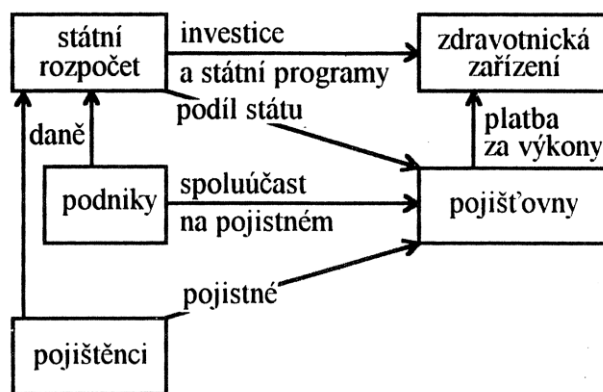 státní
rozpočet
investice
a státní programy
zdravotnická
zařízení
podíl státu
daně
platba
za výkony
podniky
spoluúčast
na pojistném
pojišťovny
pojistné
pojištěnci